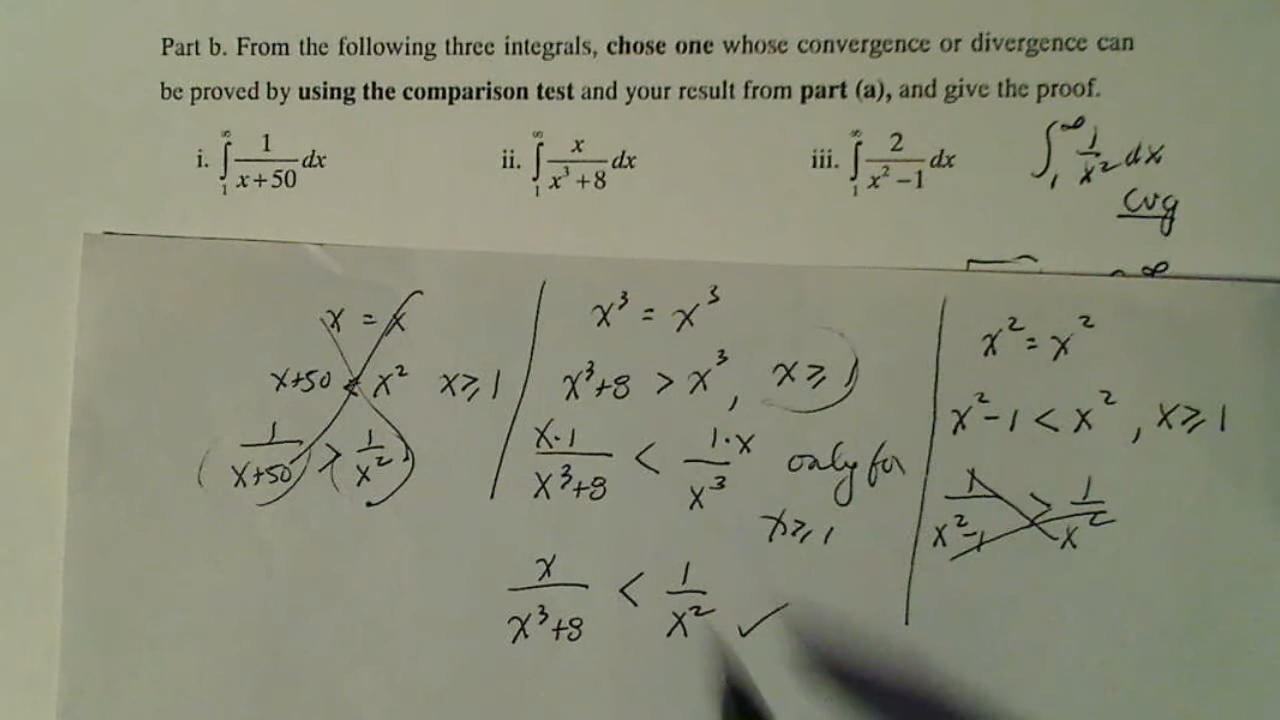 Part b. From the following three integrals, chose one whose convergence or divergence can
be proved by using the comparison test and your result from part (a), and give the proof.
i. ∫₁^∞ 1/(x+50) dx
ii. ∫₁^∞ x/(x³+8) dx
iii. ∫₁^∞ 2/(x²−1) dx
∫₁^∞ 1/x² dx
cvg
∞
x = x
x+50 < x² x⩾1
( 1/(x+50) > 1/x² )
x³ = x³
x³+8 > x³, x⩾1)
x·1/(x³+8) < 1·x/x³ only for
x⩾1
x/(x³+8) < 1/x² ✓
x² = x²
x²−1 < x², x⩾1
1/(x²−1) > 1/x²